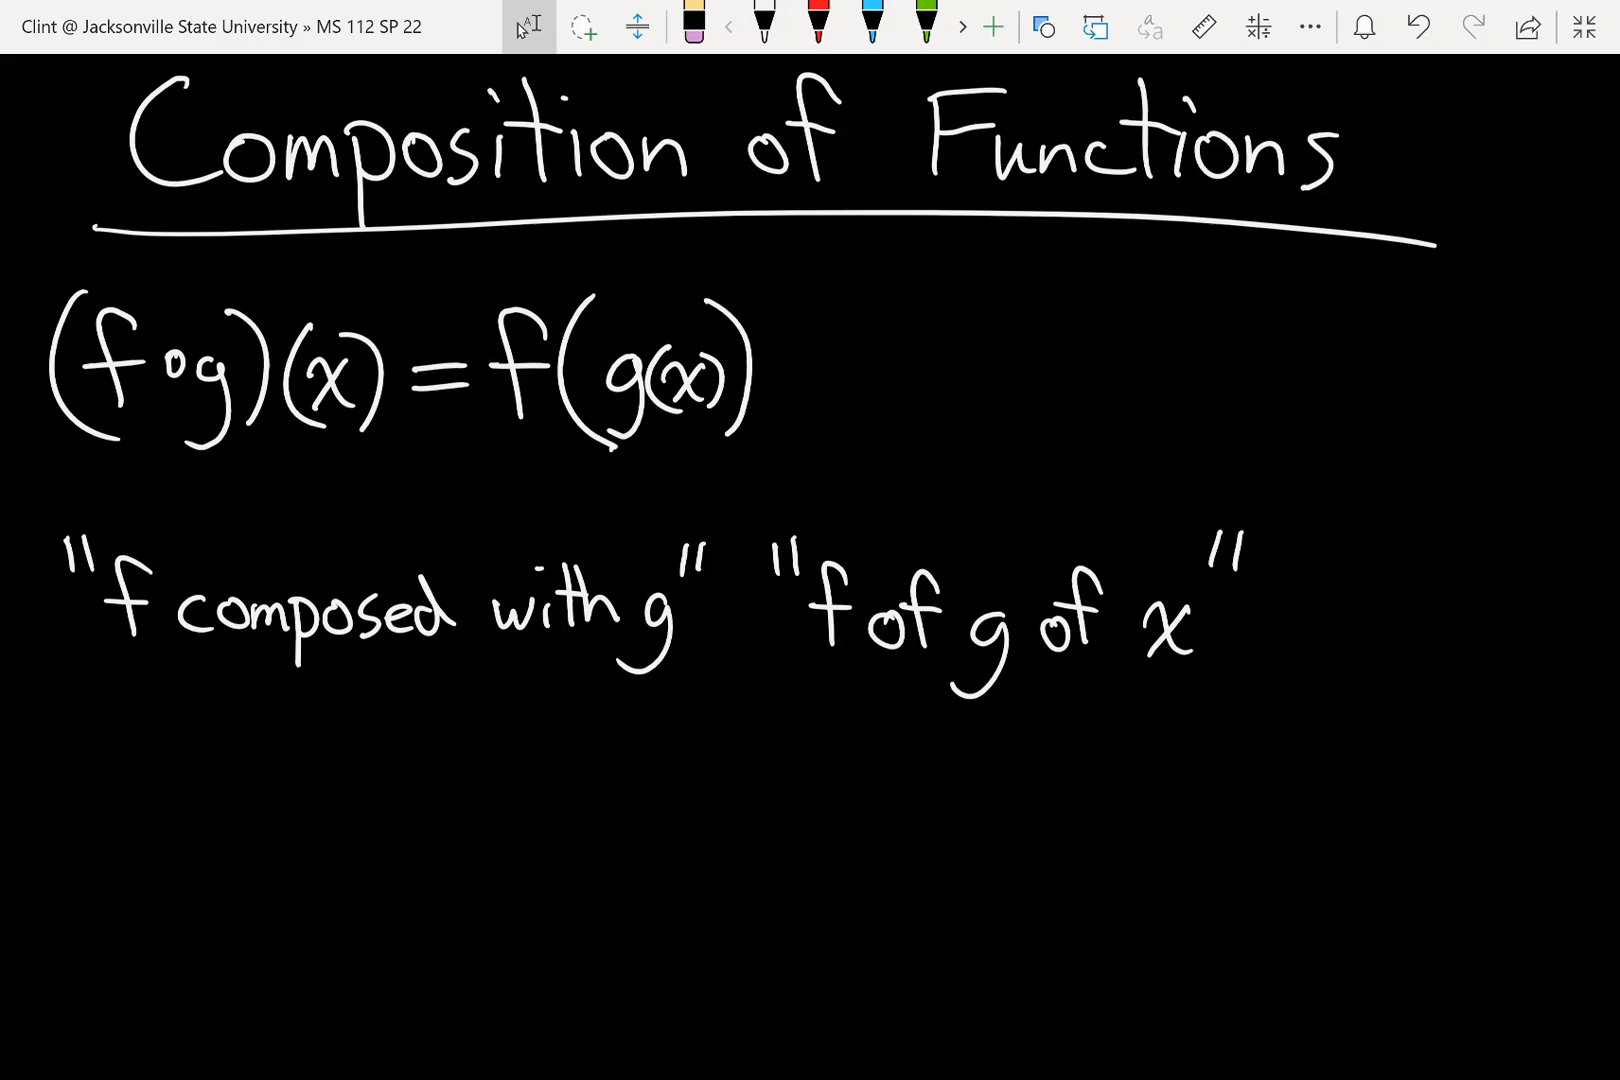 Clint @ Jacksonville State University » MS 112 SP 22
Composition of Functions
(f∘g)(x) = f(g(x))
"f composed with g" "f of g of x"